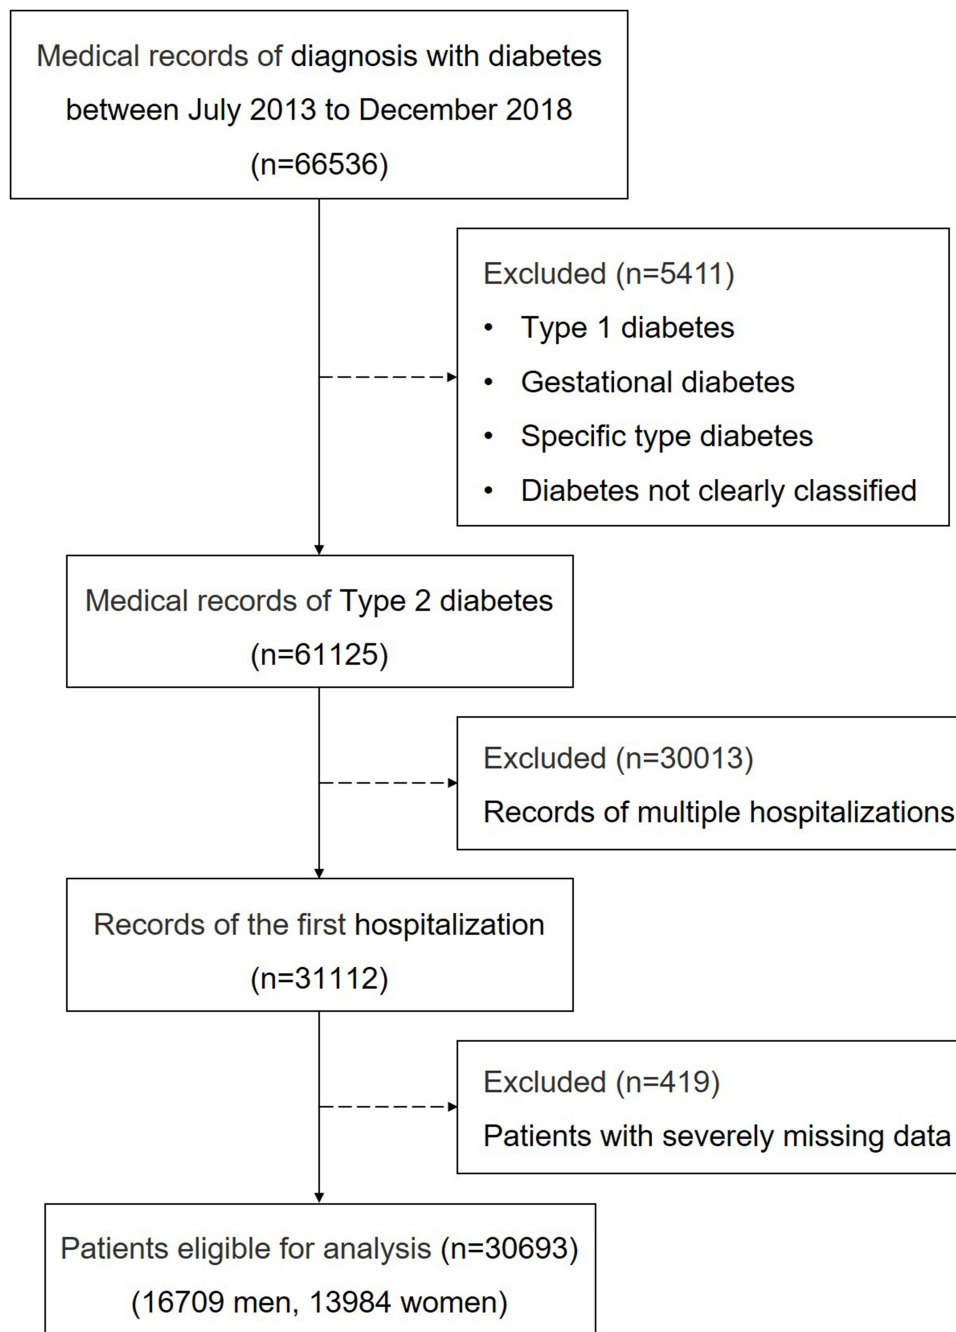 Medical records of diagnosis with diabetes
between July 2013 to December 2018
(n=66536)
Excluded (n=5411)
• Type 1 diabetes
• Gestational diabetes
• Specific type diabetes
• Diabetes not clearly classified
Medical records of Type 2 diabetes
(n=61125)
Excluded (n=30013)
Records of multiple hospitalizations
Records of the first hospitalization
(n=31112)
Excluded (n=419)
Patients with severely missing data
Patients eligible for analysis (n=30693)
(16709 men, 13984 women)